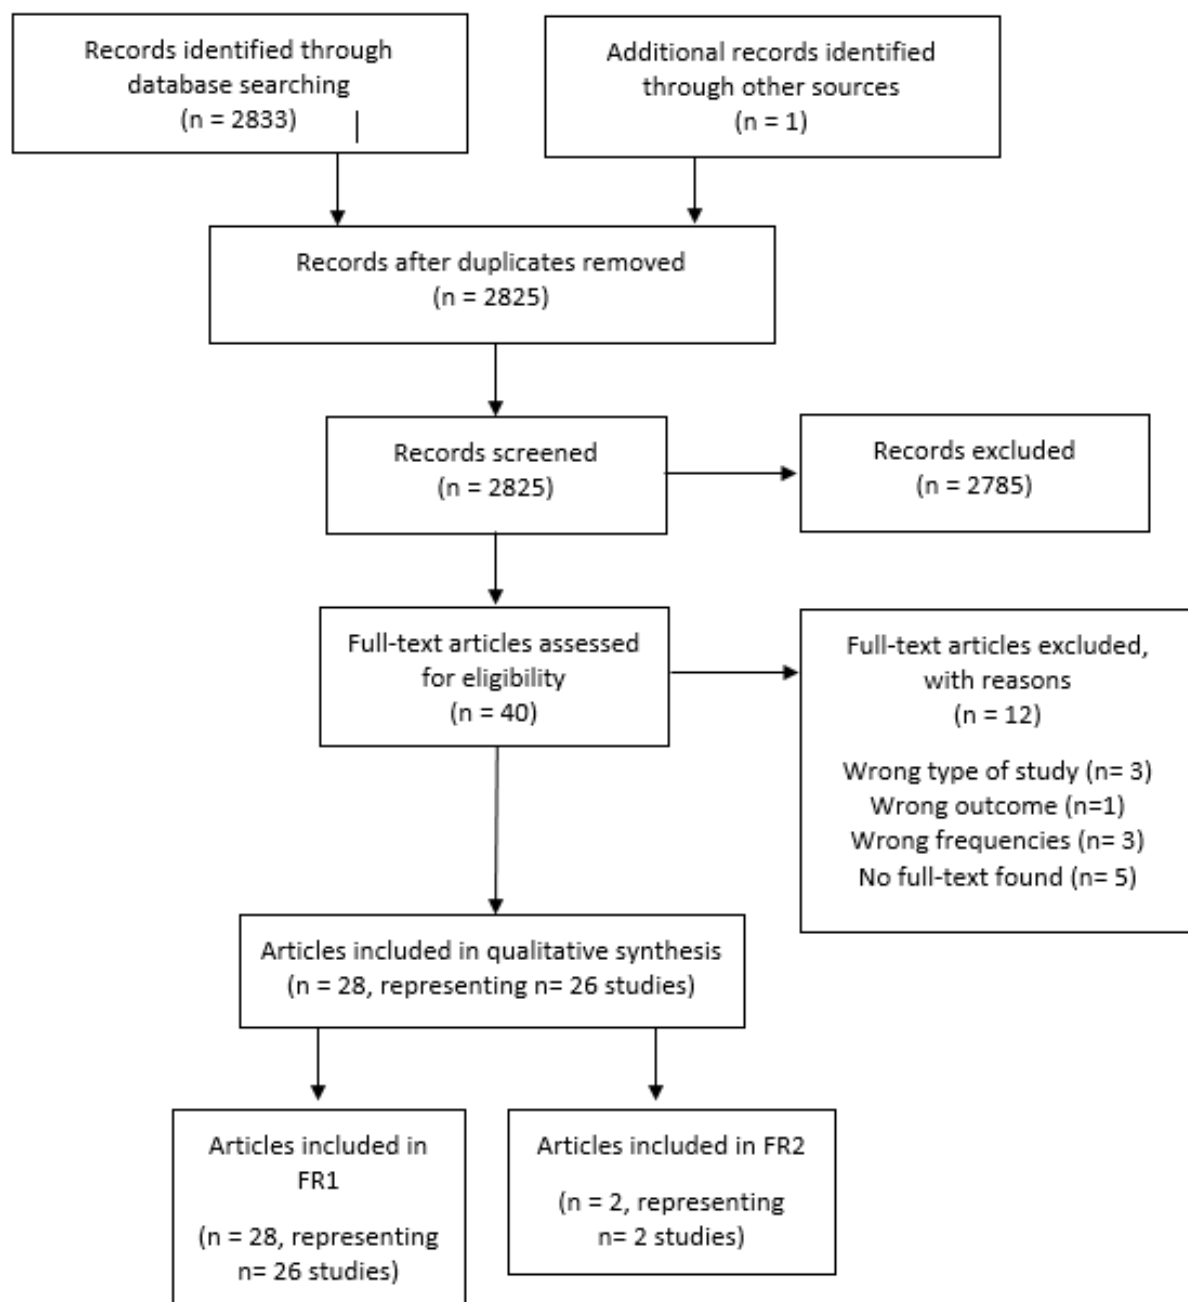 Records identified through
database searching
(n = 2833)
Additional records identified
through other sources
(n = 1)
Records after duplicates removed
(n = 2825)
Records screened
(n = 2825)
Records excluded
(n = 2785)
Full-text articles assessed
for eligibility
(n = 40)
Full-text articles excluded,
with reasons
(n = 12)
Wrong type of study (n= 3)
Wrong outcome (n=1)
Wrong frequencies (n= 3)
No full-text found (n= 5)
Articles included in qualitative synthesis
(n = 28, representing n= 26 studies)
Articles included in
FR1
(n = 28, representing
n= 26 studies)
Articles included in FR2
(n = 2, representing
n= 2 studies)